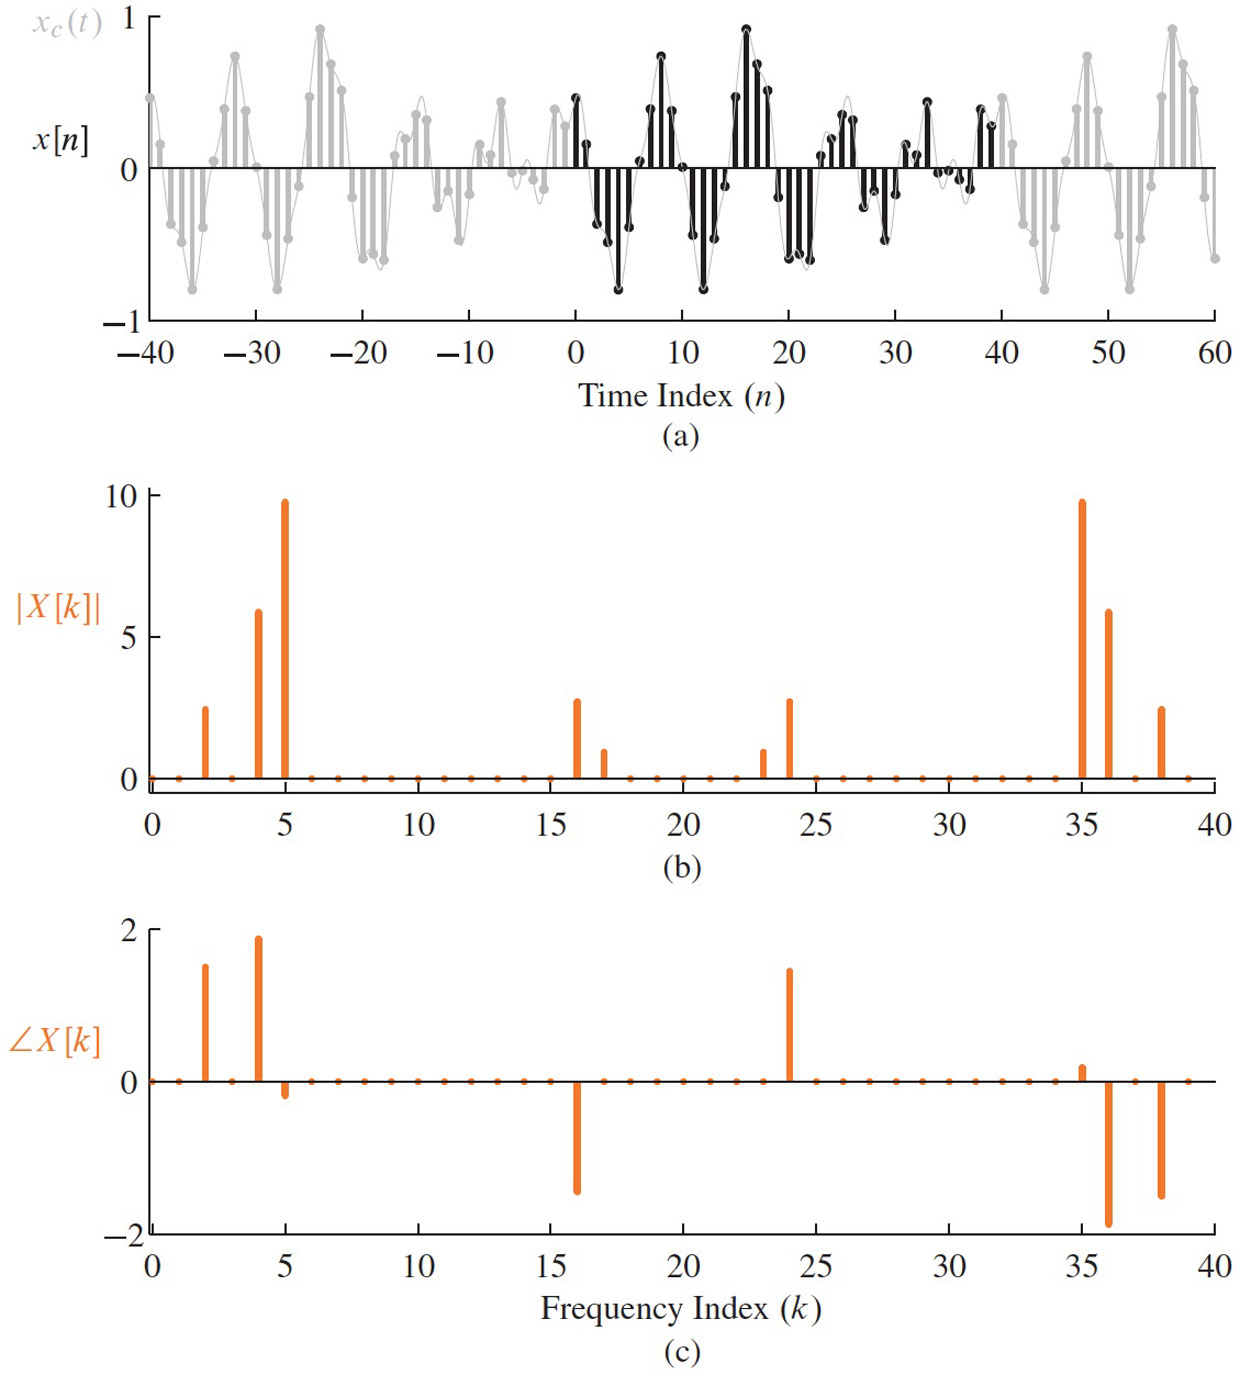 x_c(t)
1
x[n]
0
−1
−40 −30 −20 −10 0 10 20 30 40 50 60
Time Index (n)
(a)
10
|X[k]|
5
0
0 5 10 15 20 25 30 35 40
(b)
2
∠X[k]
0
−2
0 5 10 15 20 25 30 35 40
Frequency Index (k)
(c)